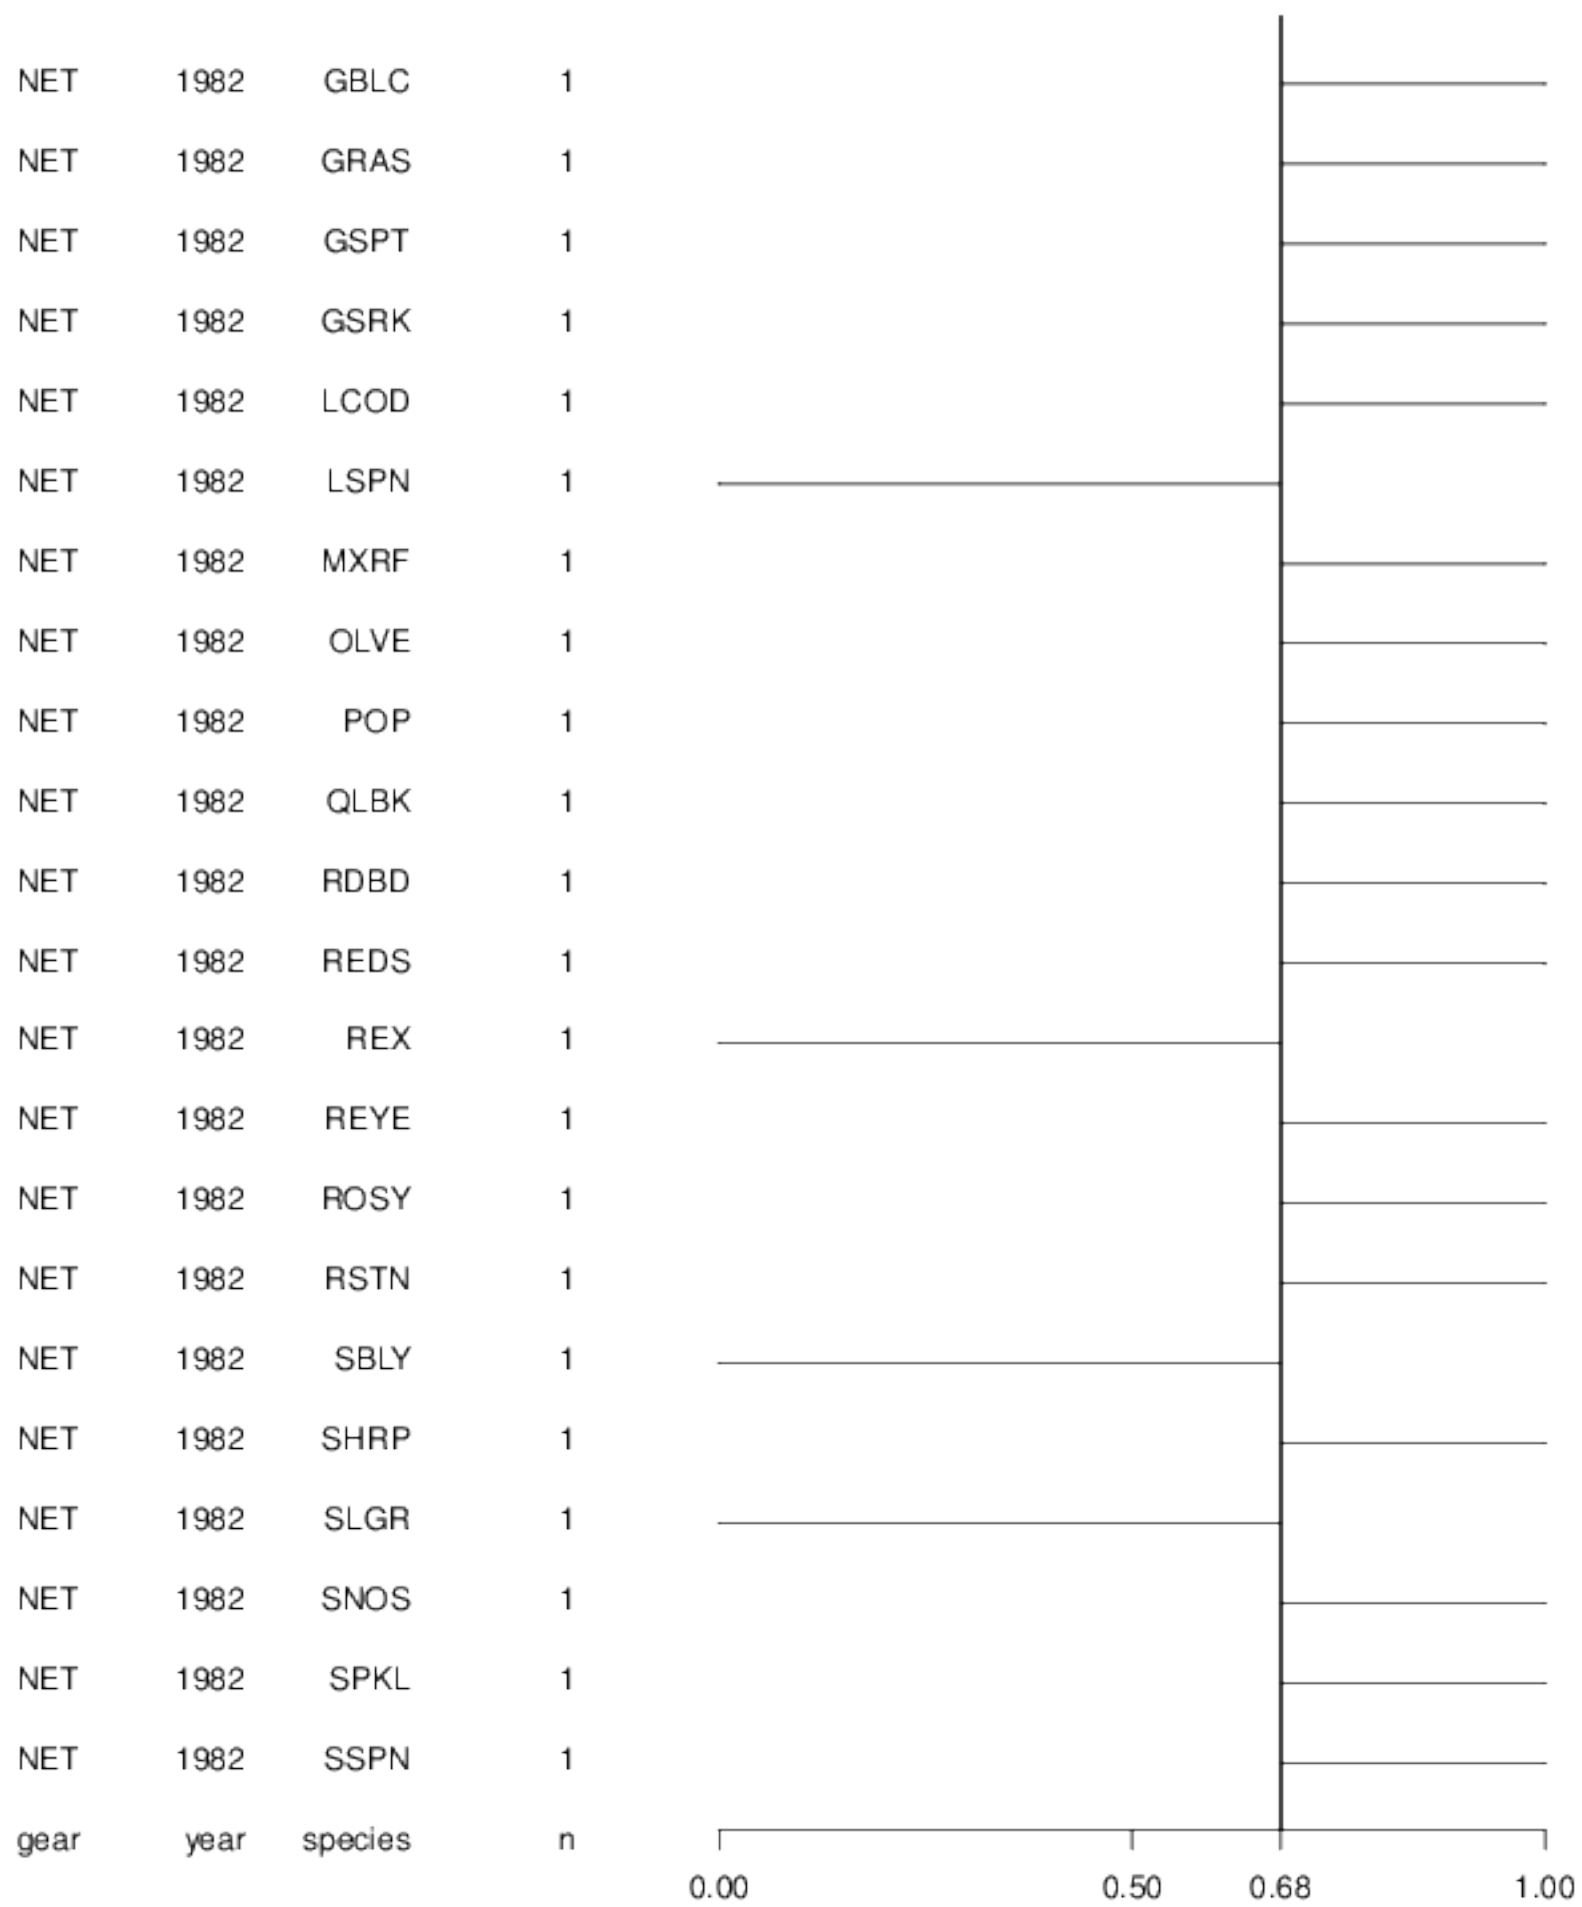 NET 1982 GBLC 1
NET 1982 GRAS 1
NET 1982 GSPT 1
NET 1982 GSRK 1
NET 1982 LCOD 1
NET 1982 LSPN 1
NET 1982 MXRF 1
NET 1982 OLVE 1
NET 1982 POP 1
NET 1982 QLBK 1
NET 1982 RDBD 1
NET 1982 REDS 1
NET 1982 REX 1
NET 1982 REYE 1
NET 1982 ROSY 1
NET 1982 RSTN 1
NET 1982 SBLY 1
NET 1982 SHRP 1
NET 1982 SLGR 1
NET 1982 SNOS 1
NET 1982 SPKL 1
NET 1982 SSPN 1
gear year species n
0.00 0.50 0.68 1.00